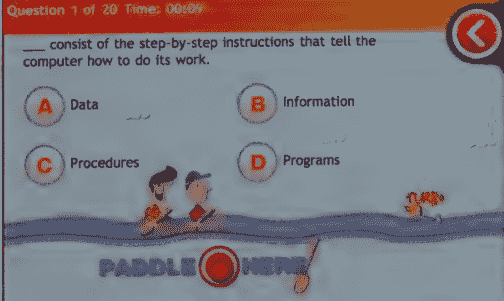 Question 1 of 20 Time: 00:05
___ consist of the step-by-step instructions that tell the
computer how to do its work.
A Data
B Information
C Procedures
D Programs
PADDLE HERE